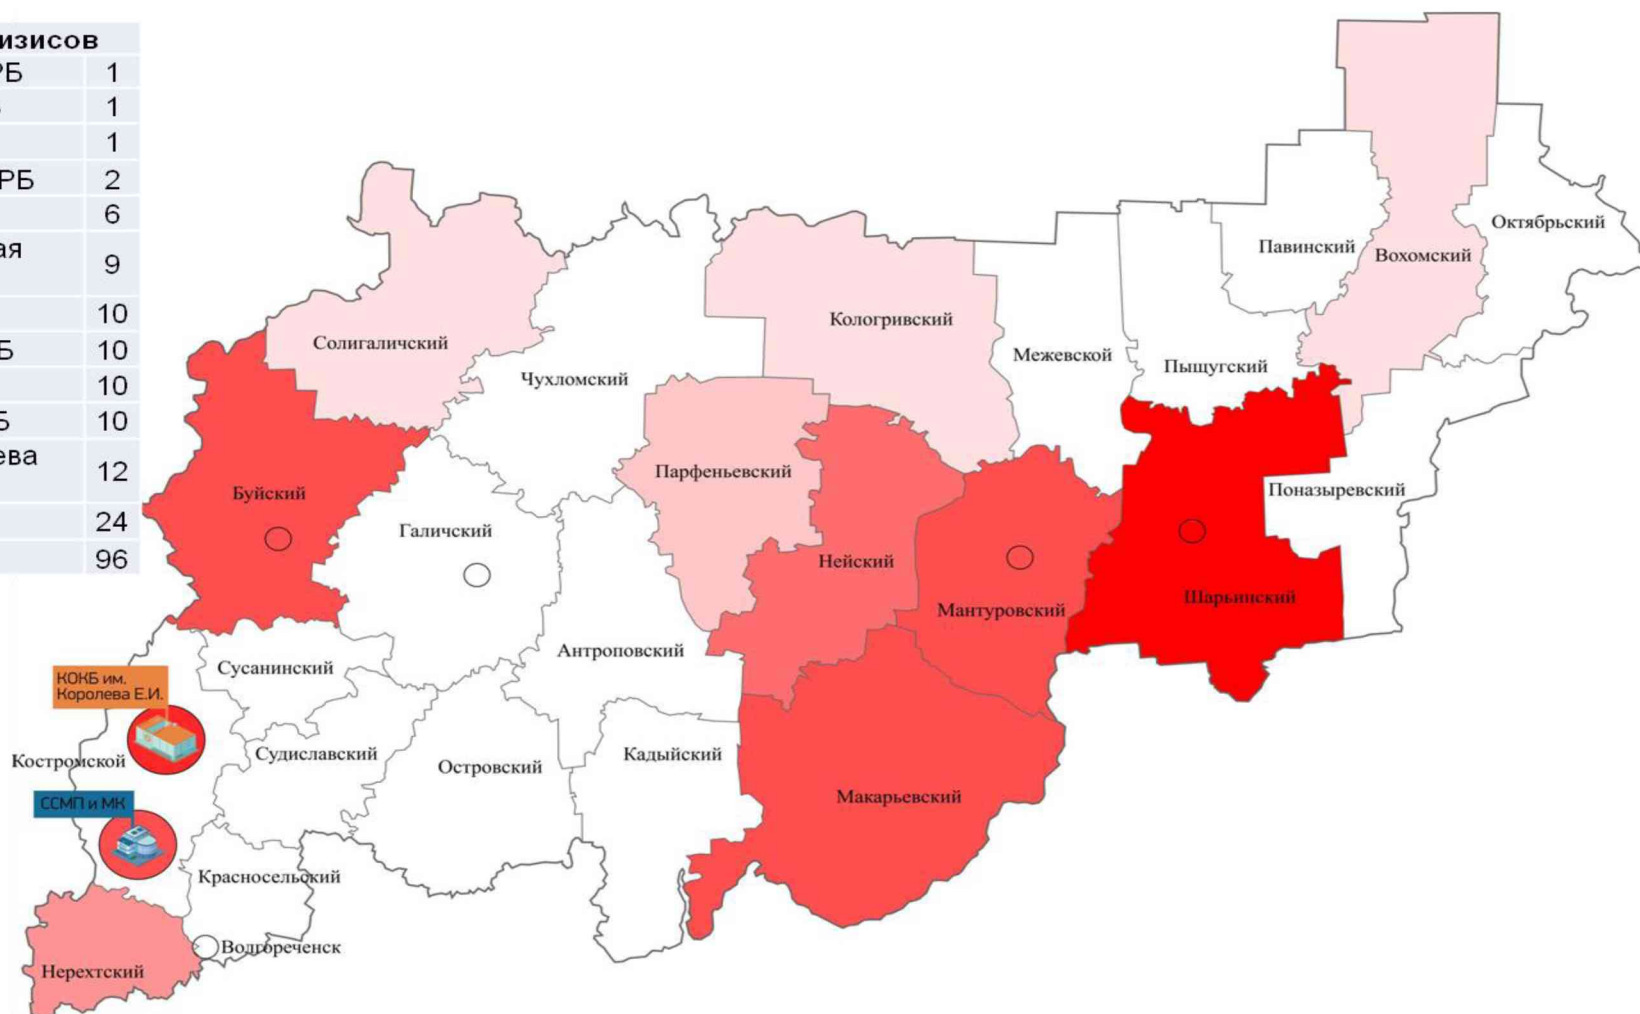 изисов
РБ 1
1
1
РБ 2
6
ая
9
10
Б 10
10
Б 10
ева
12
24
96
Солигаличский
Чухломский
Кологривский
Межевской
Пыщугский
Павинский
Вохомский
Октябрьский
Буйский
Галичский
Парфеньевский
Нейский
Мантуровский
Шарьинский
Поназыревский
Антроповский
Сусанинский
КОКБ им.
Королева Е.И.
Костромской
Судиславский
Островский
Кадыйский
Макарьевский
ССМП и МК
Красносельский
Волгореченск
Нерехтский